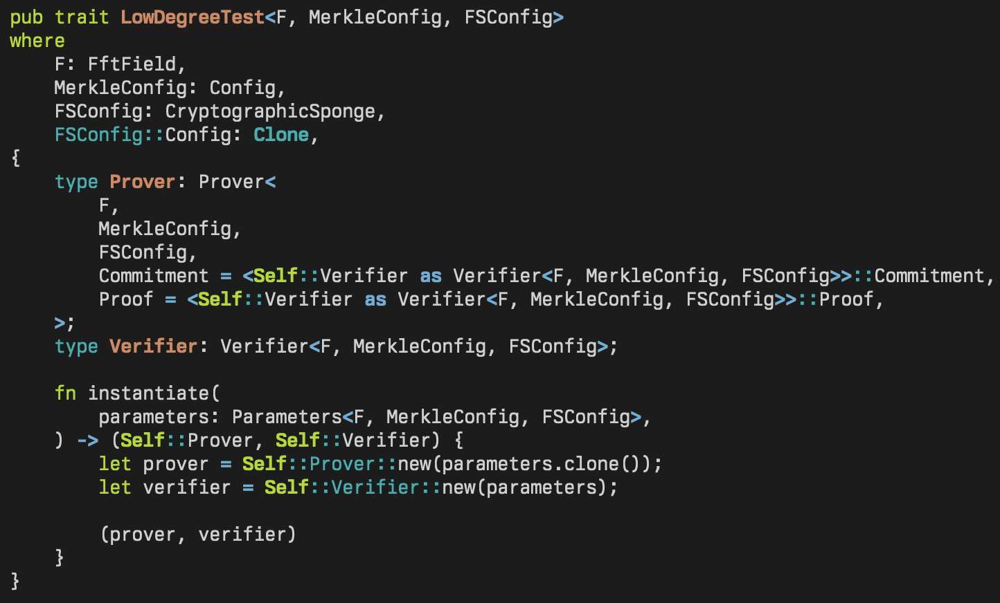 pub trait LowDegreeTest<F, MerkleConfig, FSConfig>
where
    F: FftField,
    MerkleConfig: Config,
    FSConfig: CryptographicSponge,
    FSConfig::Config: Clone,
{
    type Prover: Prover<
        F,
        MerkleConfig,
        FSConfig,
        Commitment = <Self::Verifier as Verifier<F, MerkleConfig, FSConfig>>::Commitment,
        Proof = <Self::Verifier as Verifier<F, MerkleConfig, FSConfig>>::Proof,
    >;
    type Verifier: Verifier<F, MerkleConfig, FSConfig>;

    fn instantiate(
        parameters: Parameters<F, MerkleConfig, FSConfig>,
    ) -> (Self::Prover, Self::Verifier) {
        let prover = Self::Prover::new(parameters.clone());
        let verifier = Self::Verifier::new(parameters);

        (prover, verifier)
    }
}